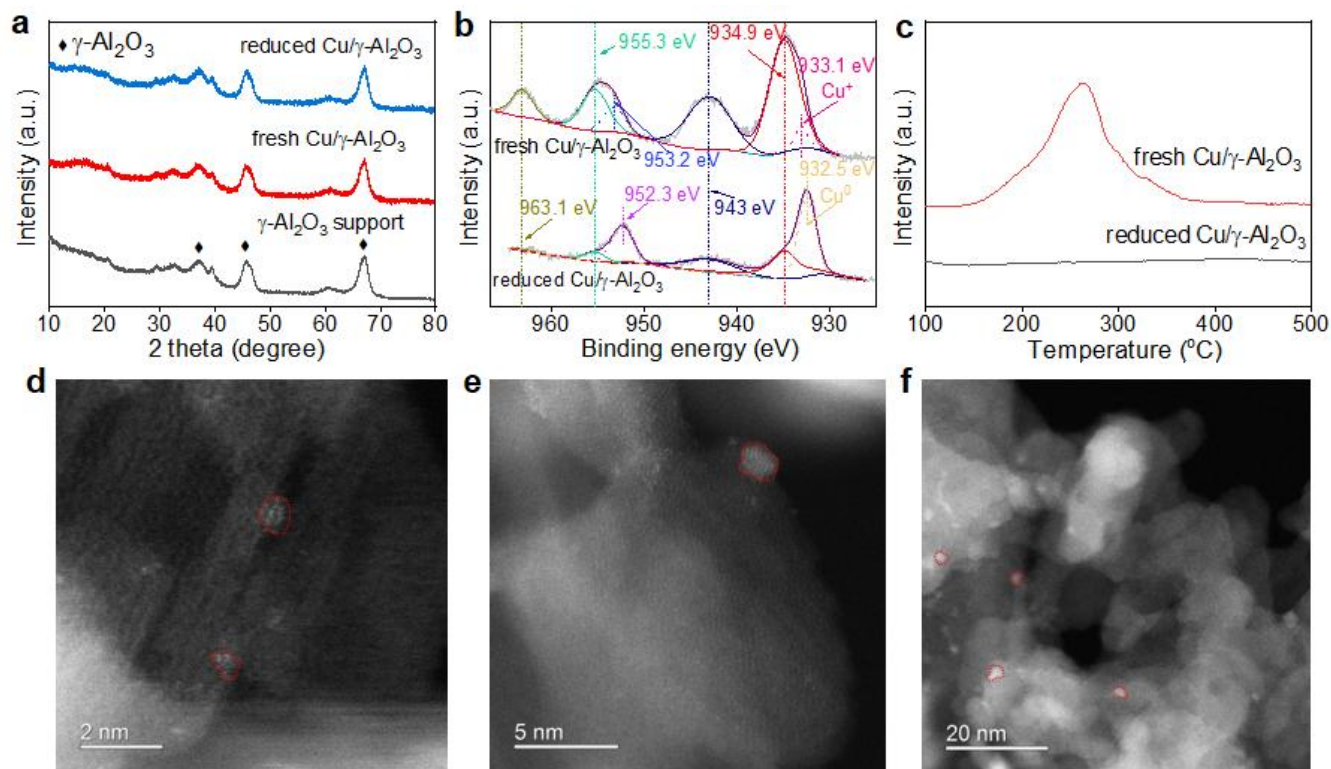 a
♦ γ-Al₂O₃
reduced Cu/γ-Al₂O₃
fresh Cu/γ-Al₂O₃
γ-Al₂O₃ support
Intensity (a.u.)
10 20 30 40 50 60 70 80
2 theta (degree)
b
955.3 eV
934.9 eV
933.1 eV
Cu⁺
fresh Cu/γ-Al₂O₃
953.2 eV
932.5 eV
Cu⁰
963.1 eV
952.3 eV
943 eV
reduced Cu/γ-Al₂O₃
Intensity (a.u.)
960 950 940 930
Binding energy (eV)
c
fresh Cu/γ-Al₂O₃
reduced Cu/γ-Al₂O₃
Intensity (a.u.)
100 200 300 400 500
Temperature (°C)
d
2 nm
e
5 nm
f
20 nm